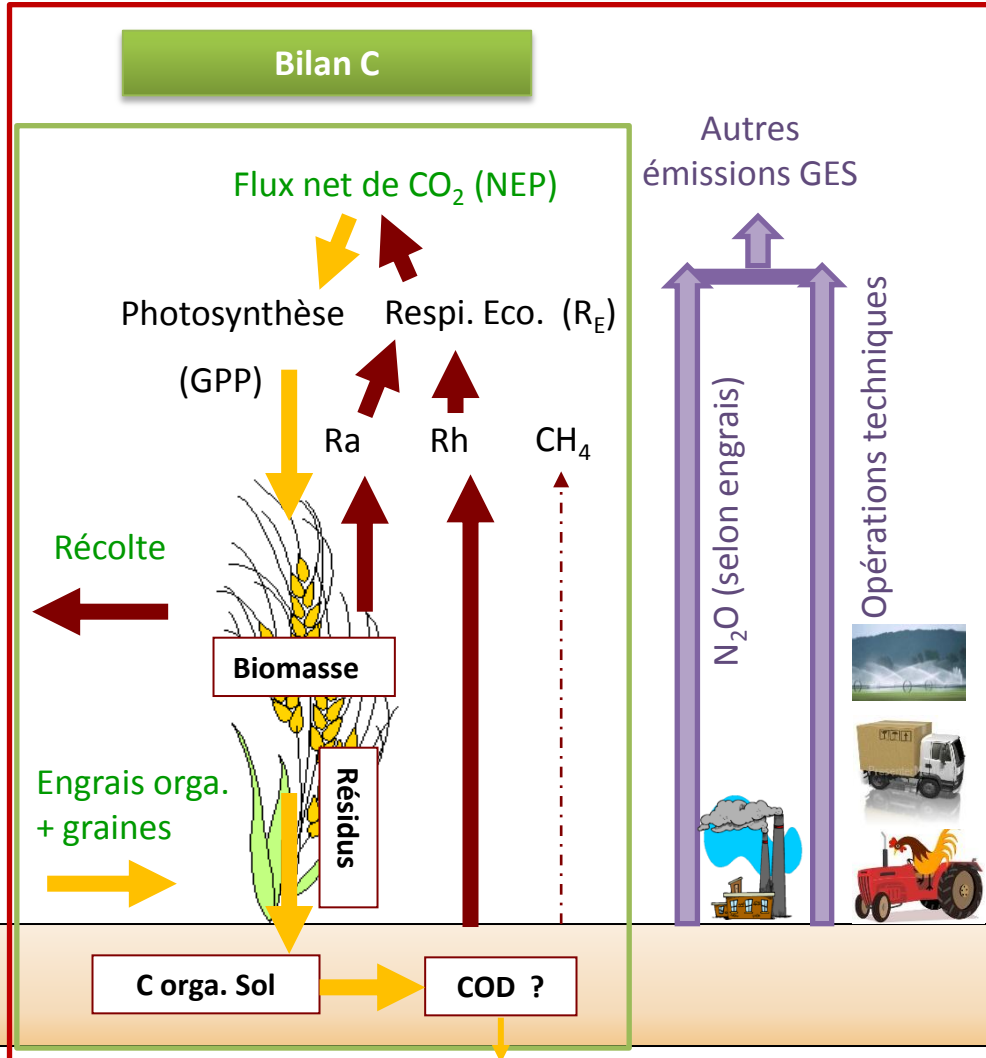 Bilan C
Autres
émissions GES
Flux net de CO₂ (NEP)
Photosynthèse
(GPP)
Respi. Eco. (R_E)
Ra
Rh
CH₄
Récolte
Biomasse
Résidus
Engrais orga.
+ graines
C orga. Sol
COD ?
N₂O (selon engrais)
Opérations techniques